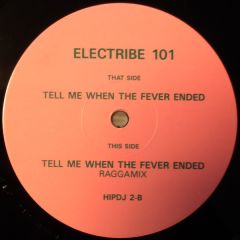 ELECTRIBE 101
THAT SIDE
TELL ME WHEN THE FEVER ENDED
THIS SIDE
TELL ME WHEN THE FEVER ENDED
RAGGAMIX
HIPDJ 2-B